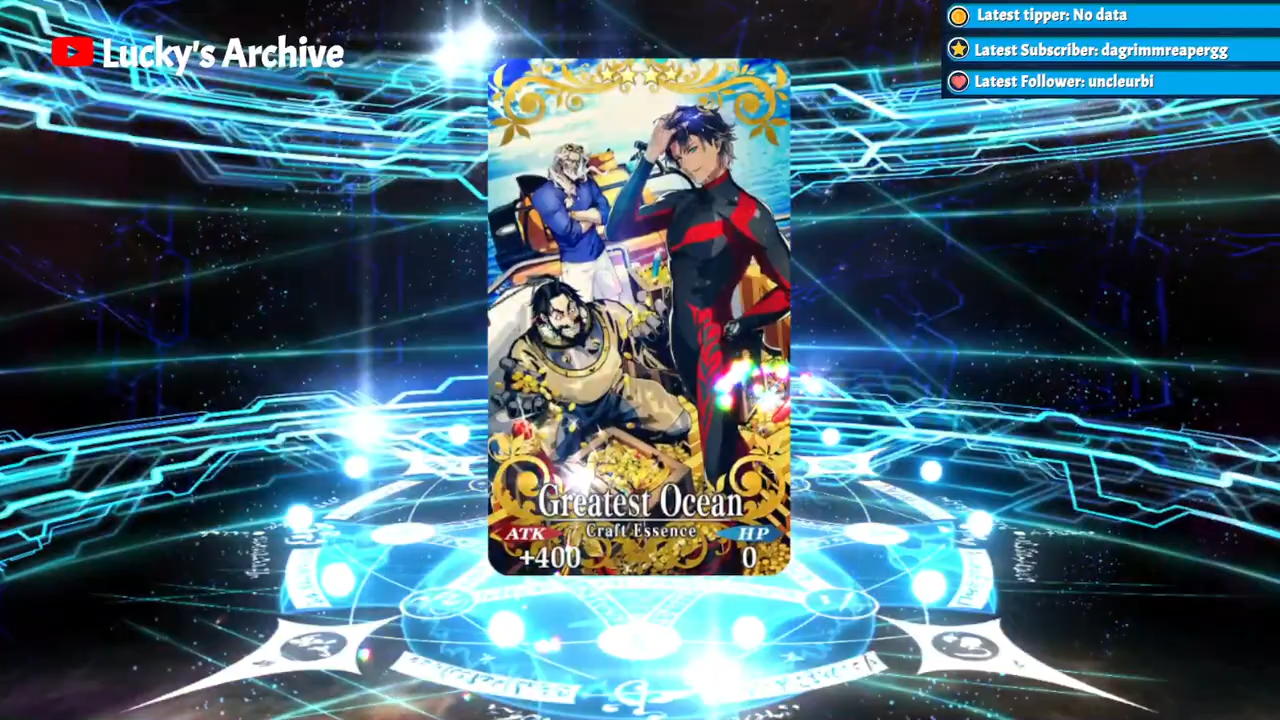 Lucky's Archive
Latest tipper: No data
Latest Subscriber: dagrimmreapergg
Latest Follower: uncleurbi
Greatest Ocean
Craft Essence
ATK
HP
+400
0